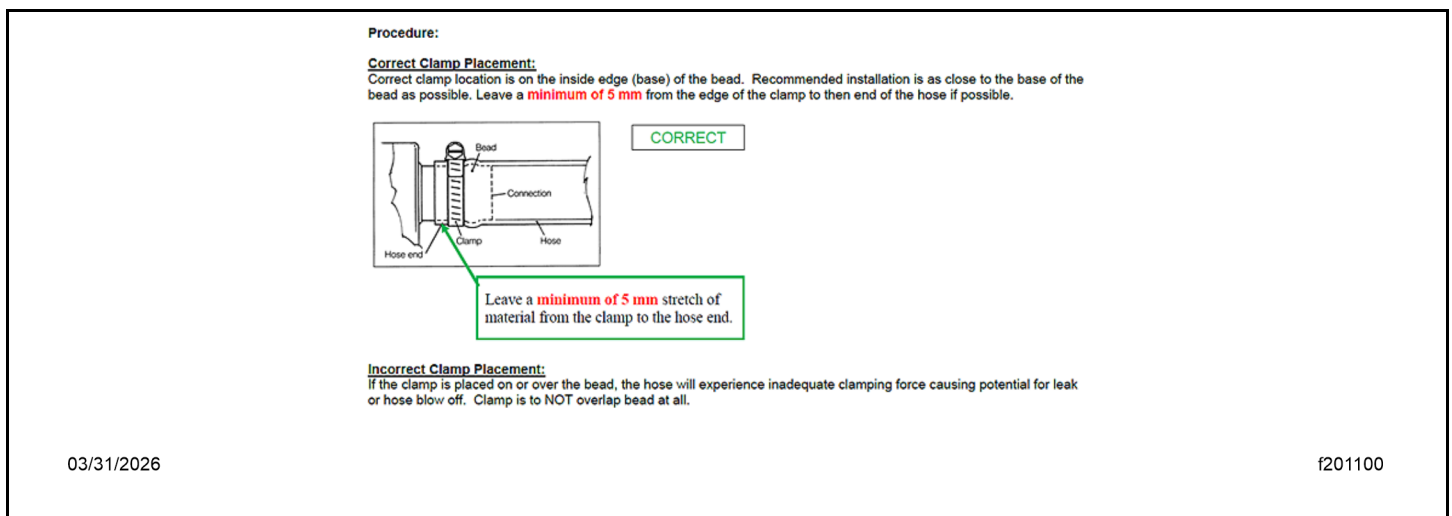 Procedure:
Correct Clamp Placement:
Correct clamp location is on the inside edge (base) of the bead. Recommended installation is as close to the base of the
bead as possible. Leave a minimum of 5 mm from the edge of the clamp to then end of the hose if possible.
CORRECT
Bead
Connection
Clamp
Hose
Hose end
Leave a minimum of 5 mm stretch of
material from the clamp to the hose end.
Incorrect Clamp Placement:
If the clamp is placed on or over the bead, the hose will experience inadequate clamping force causing potential for leak
or hose blow off. Clamp is to NOT overlap bead at all.
03/31/2026
f201100